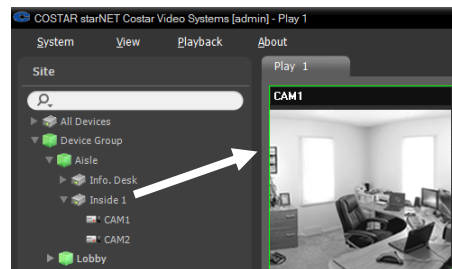 COSTAR starNET Costar Video Systems [admin] - Play 1
System View Playback About
Site
Play 1
CAM1
All Devices
Device Group
Aisle
Info. Desk
Inside 1
CAM1
CAM2
Lobby